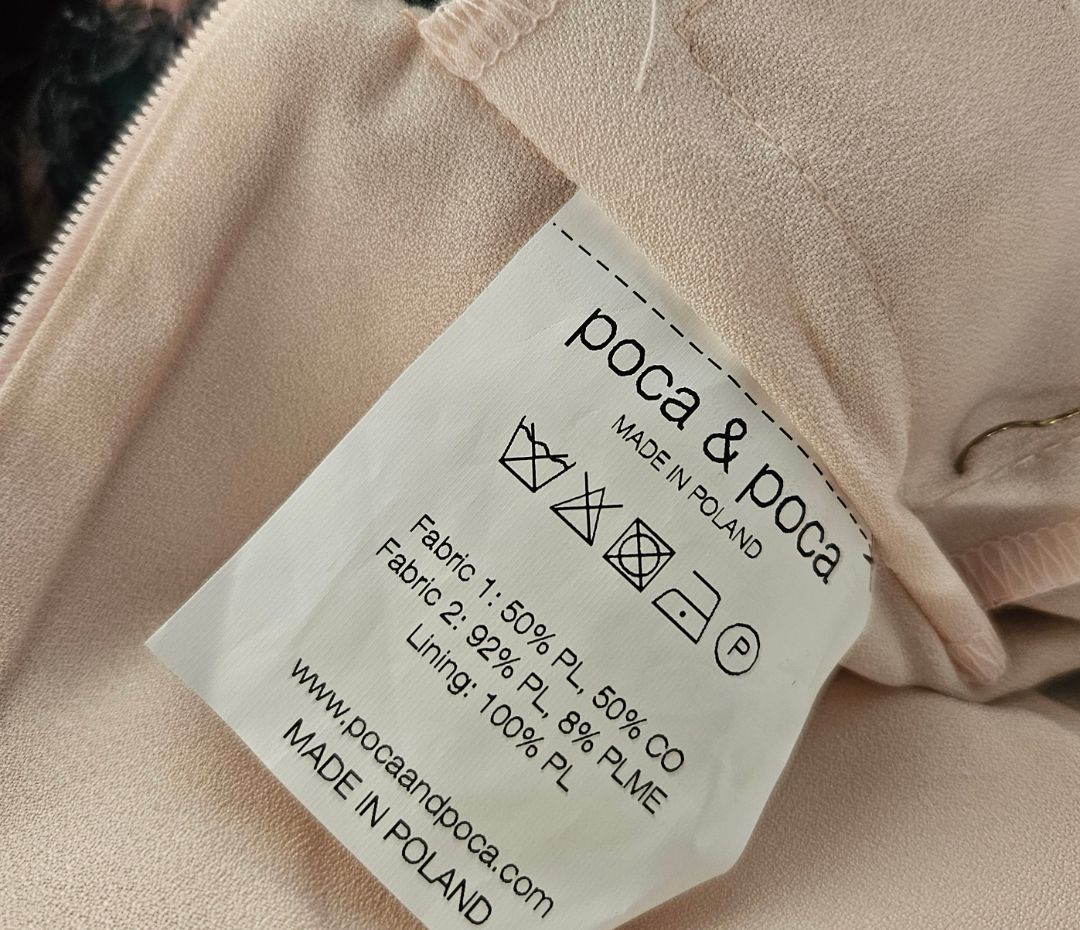 poca & poca
MADE IN POLAND
P
Fabric 1: 50% PL, 50% CO
Fabric 2: 92% PL, 8% PLME
Lining: 100% PL
www.pocaandpoca.com
MADE IN POLAND